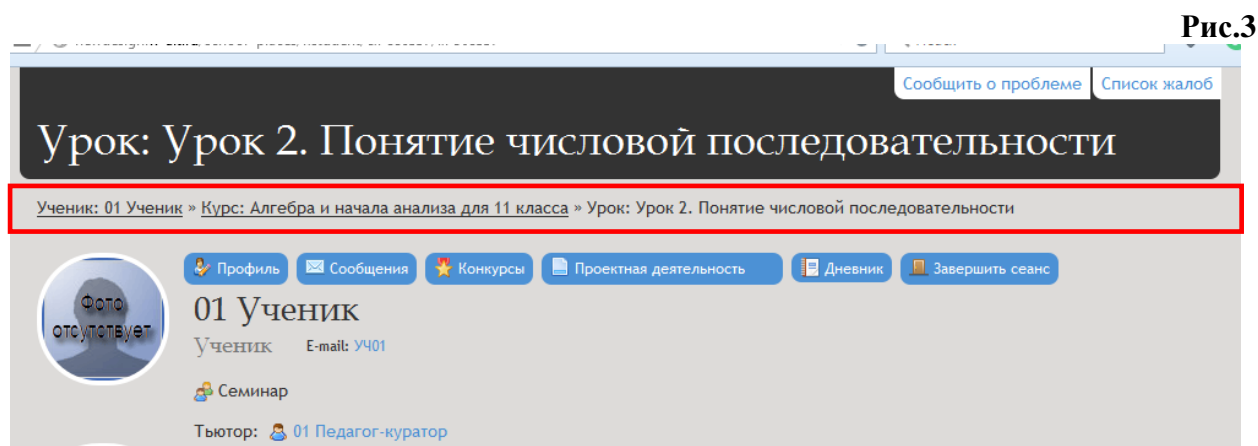 Рис.3
Сообщить о проблеме Список жалоб
Урок: Урок 2. Понятие числовой последовательности
Ученик: 01 Ученик » Курс: Алгебра и начала анализа для 11 класса » Урок: Урок 2. Понятие числовой последовательности
Профиль Сообщения Конкурсы Проектная деятельность Дневник Завершить сеанс
Фото
отсутствует
01 Ученик
Ученик E-mail: УЧ01
Семинар
Тьютор: 01 Педагог-куратор